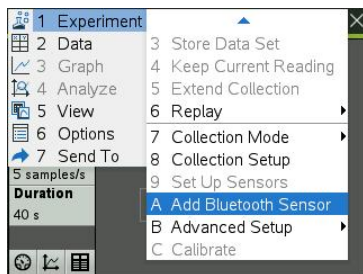 1 Experiment
2 Data
3 Graph
4 Analyze
5 View
6 Options
7 Send To
3 Store Data Set
4 Keep Current Reading
5 Extend Collection
6 Replay
7 Collection Mode
8 Collection Setup
9 Set Up Sensors
A Add Bluetooth Sensor
B Advanced Setup
C Calibrate
5 samples/s
Duration
40 s